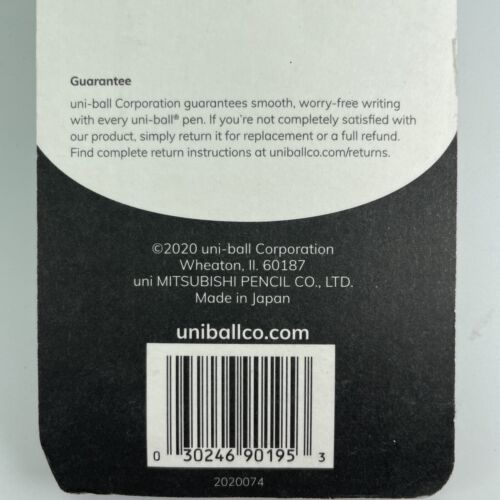 Guarantee
uni-ball Corporation guarantees smooth, worry-free writing
with every uni-ball® pen. If you're not completely satisfied with
our product, simply return it for replacement or a full refund.
Find complete return instructions at uniballco.com/returns.
©2020 uni-ball Corporation
Wheaton, Il. 60187
uni MITSUBISHI PENCIL CO., LTD.
Made in Japan
uniballco.com
0 30246 90195 3
2020074